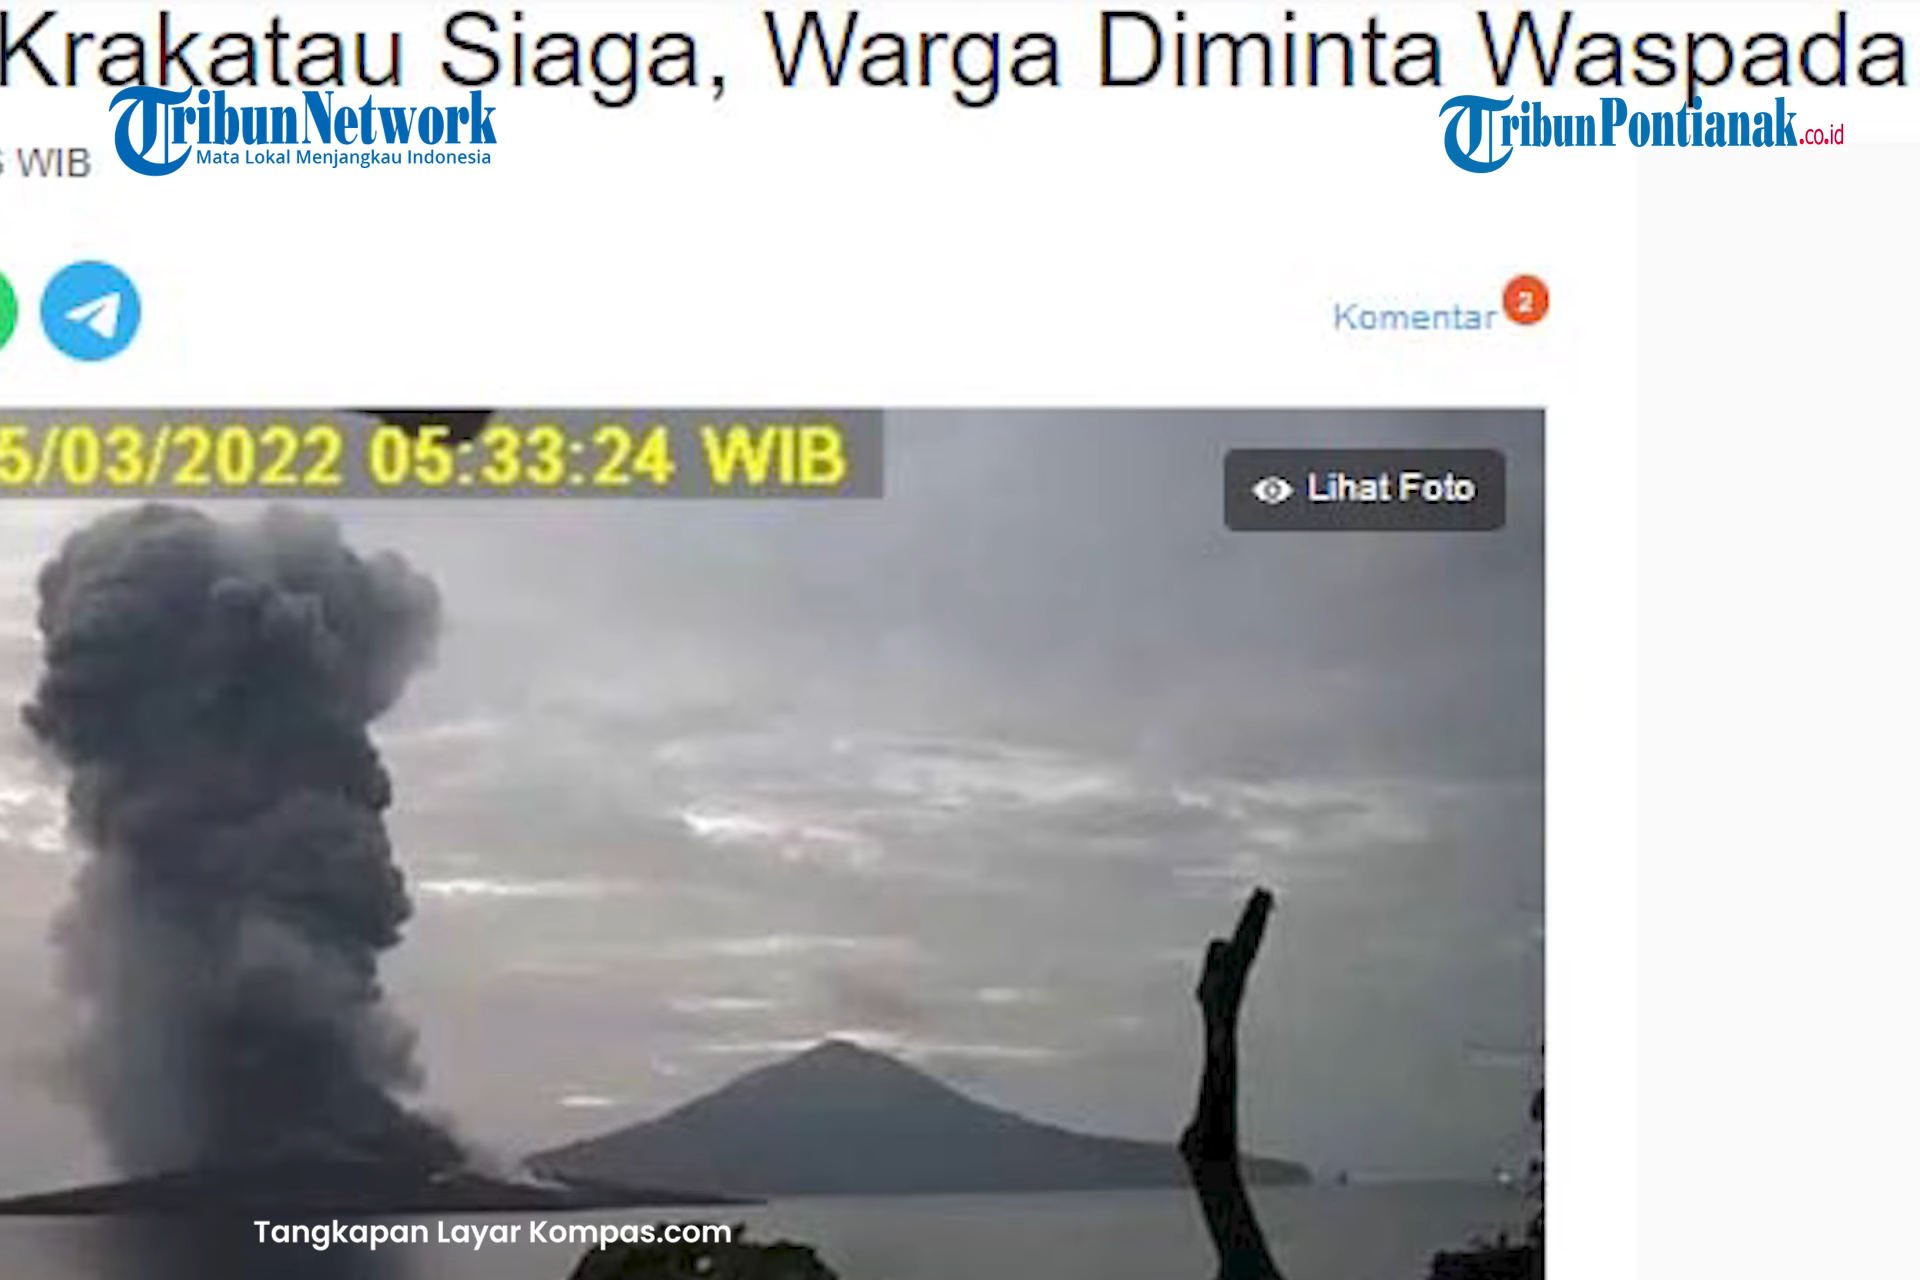 Krakatau Siaga, Warga Diminta Waspada
TribunNetwork
Mata Lokal Menjangkau Indonesia
TribunPontianak.co.id
WIB
Komentar 2
5/03/2022 05:33:24 WIB
Lihat Foto
Tangkapan Layar Kompas.com